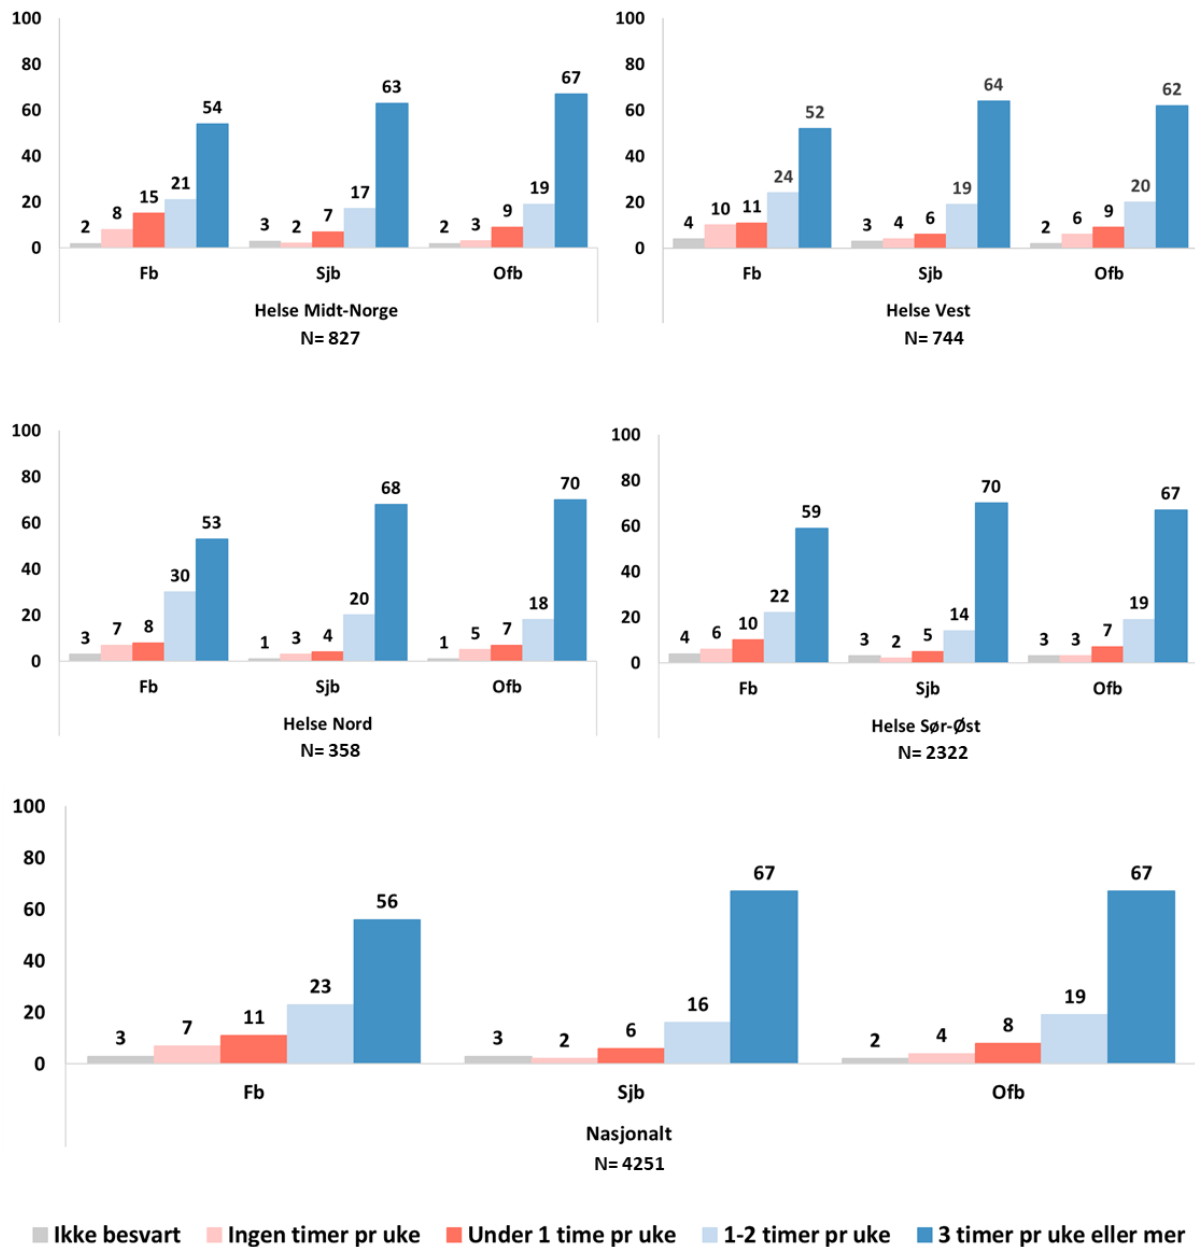 100
80
60
40
20
0
2 8 15 21 54
3 2 7 17 63
2 3 9 19 67
Fb Sjb Ofb
Helse Midt-Norge
N= 827
100
80
60
40
20
0
4 10 11 24 52
3 4 6 19 64
2 6 9 20 62
Fb Sjb Ofb
Helse Vest
N= 744
100
80
60
40
20
0
3 7 8 30 53
1 3 4 20 68
1 5 7 18 70
Fb Sjb Ofb
Helse Nord
N= 358
100
80
60
40
20
0
4 6 10 22 59
3 2 5 14 70
3 3 7 19 67
Fb Sjb Ofb
Helse Sør-Øst
N= 2322
100
80
60
40
20
0
3 7 11 23 56
3 2 6 16 67
2 4 8 19 67
Fb Sjb Ofb
Nasjonalt
N= 4251
Ikke besvart Ingen timer pr uke Under 1 time pr uke 1-2 timer pr uke 3 timer pr uke eller mer